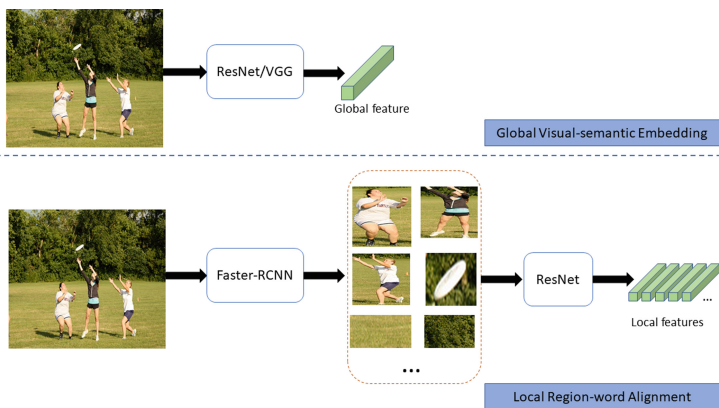 ResNet/VGG
Global feature
Global Visual-semantic Embedding
Faster-RCNN
ResNet
...
Local features
...
Local Region-word Alignment